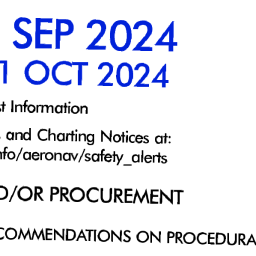 SEP 2024
1 OCT 2024
Information
and Charting Notices at:
nfo/aeronav/safety_alerts
D/OR PROCUREMENT
COMMENDATIONS ON PROCEDURA